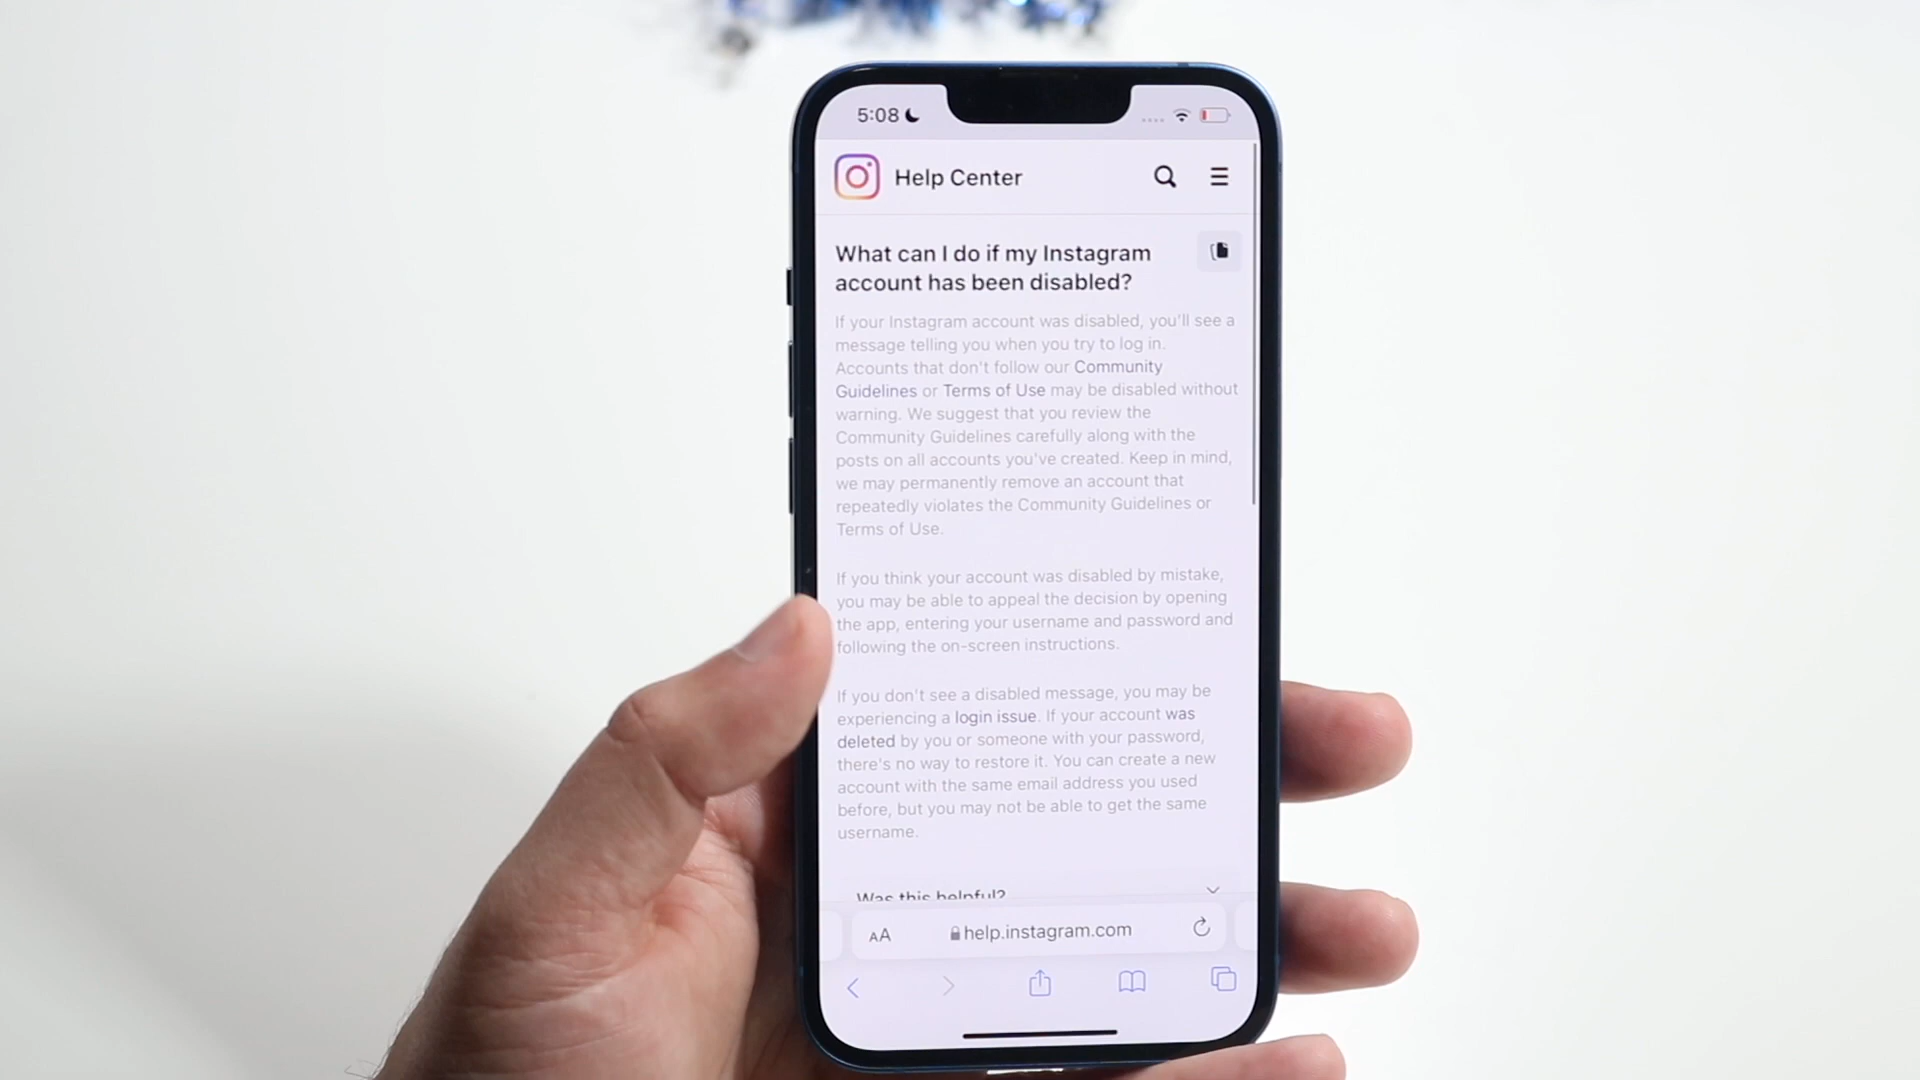 5:08
Help Center
What can I do if my Instagram
account has been disabled?
If your Instagram account was disabled, you'll see a
message telling you when you try to log in.
Accounts that don't follow our Community
Guidelines or Terms of Use may be disabled without
warning. We suggest that you review the
Community Guidelines carefully along with the
posts on all accounts you've created. Keep in mind,
we may permanently remove an account that
repeatedly violates the Community Guidelines or
Terms of Use.
If you think your account was disabled by mistake,
you may be able to appeal the decision by opening
the app, entering your username and password and
following the on-screen instructions.
If you don't see a disabled message, you may be
experiencing a login issue. If your account was
deleted by you or someone with your password,
there's no way to restore it. You can create a new
account with the same email address you used
before, but you may not be able to get the same
username.
Was this helpful?
AA help.instagram.com